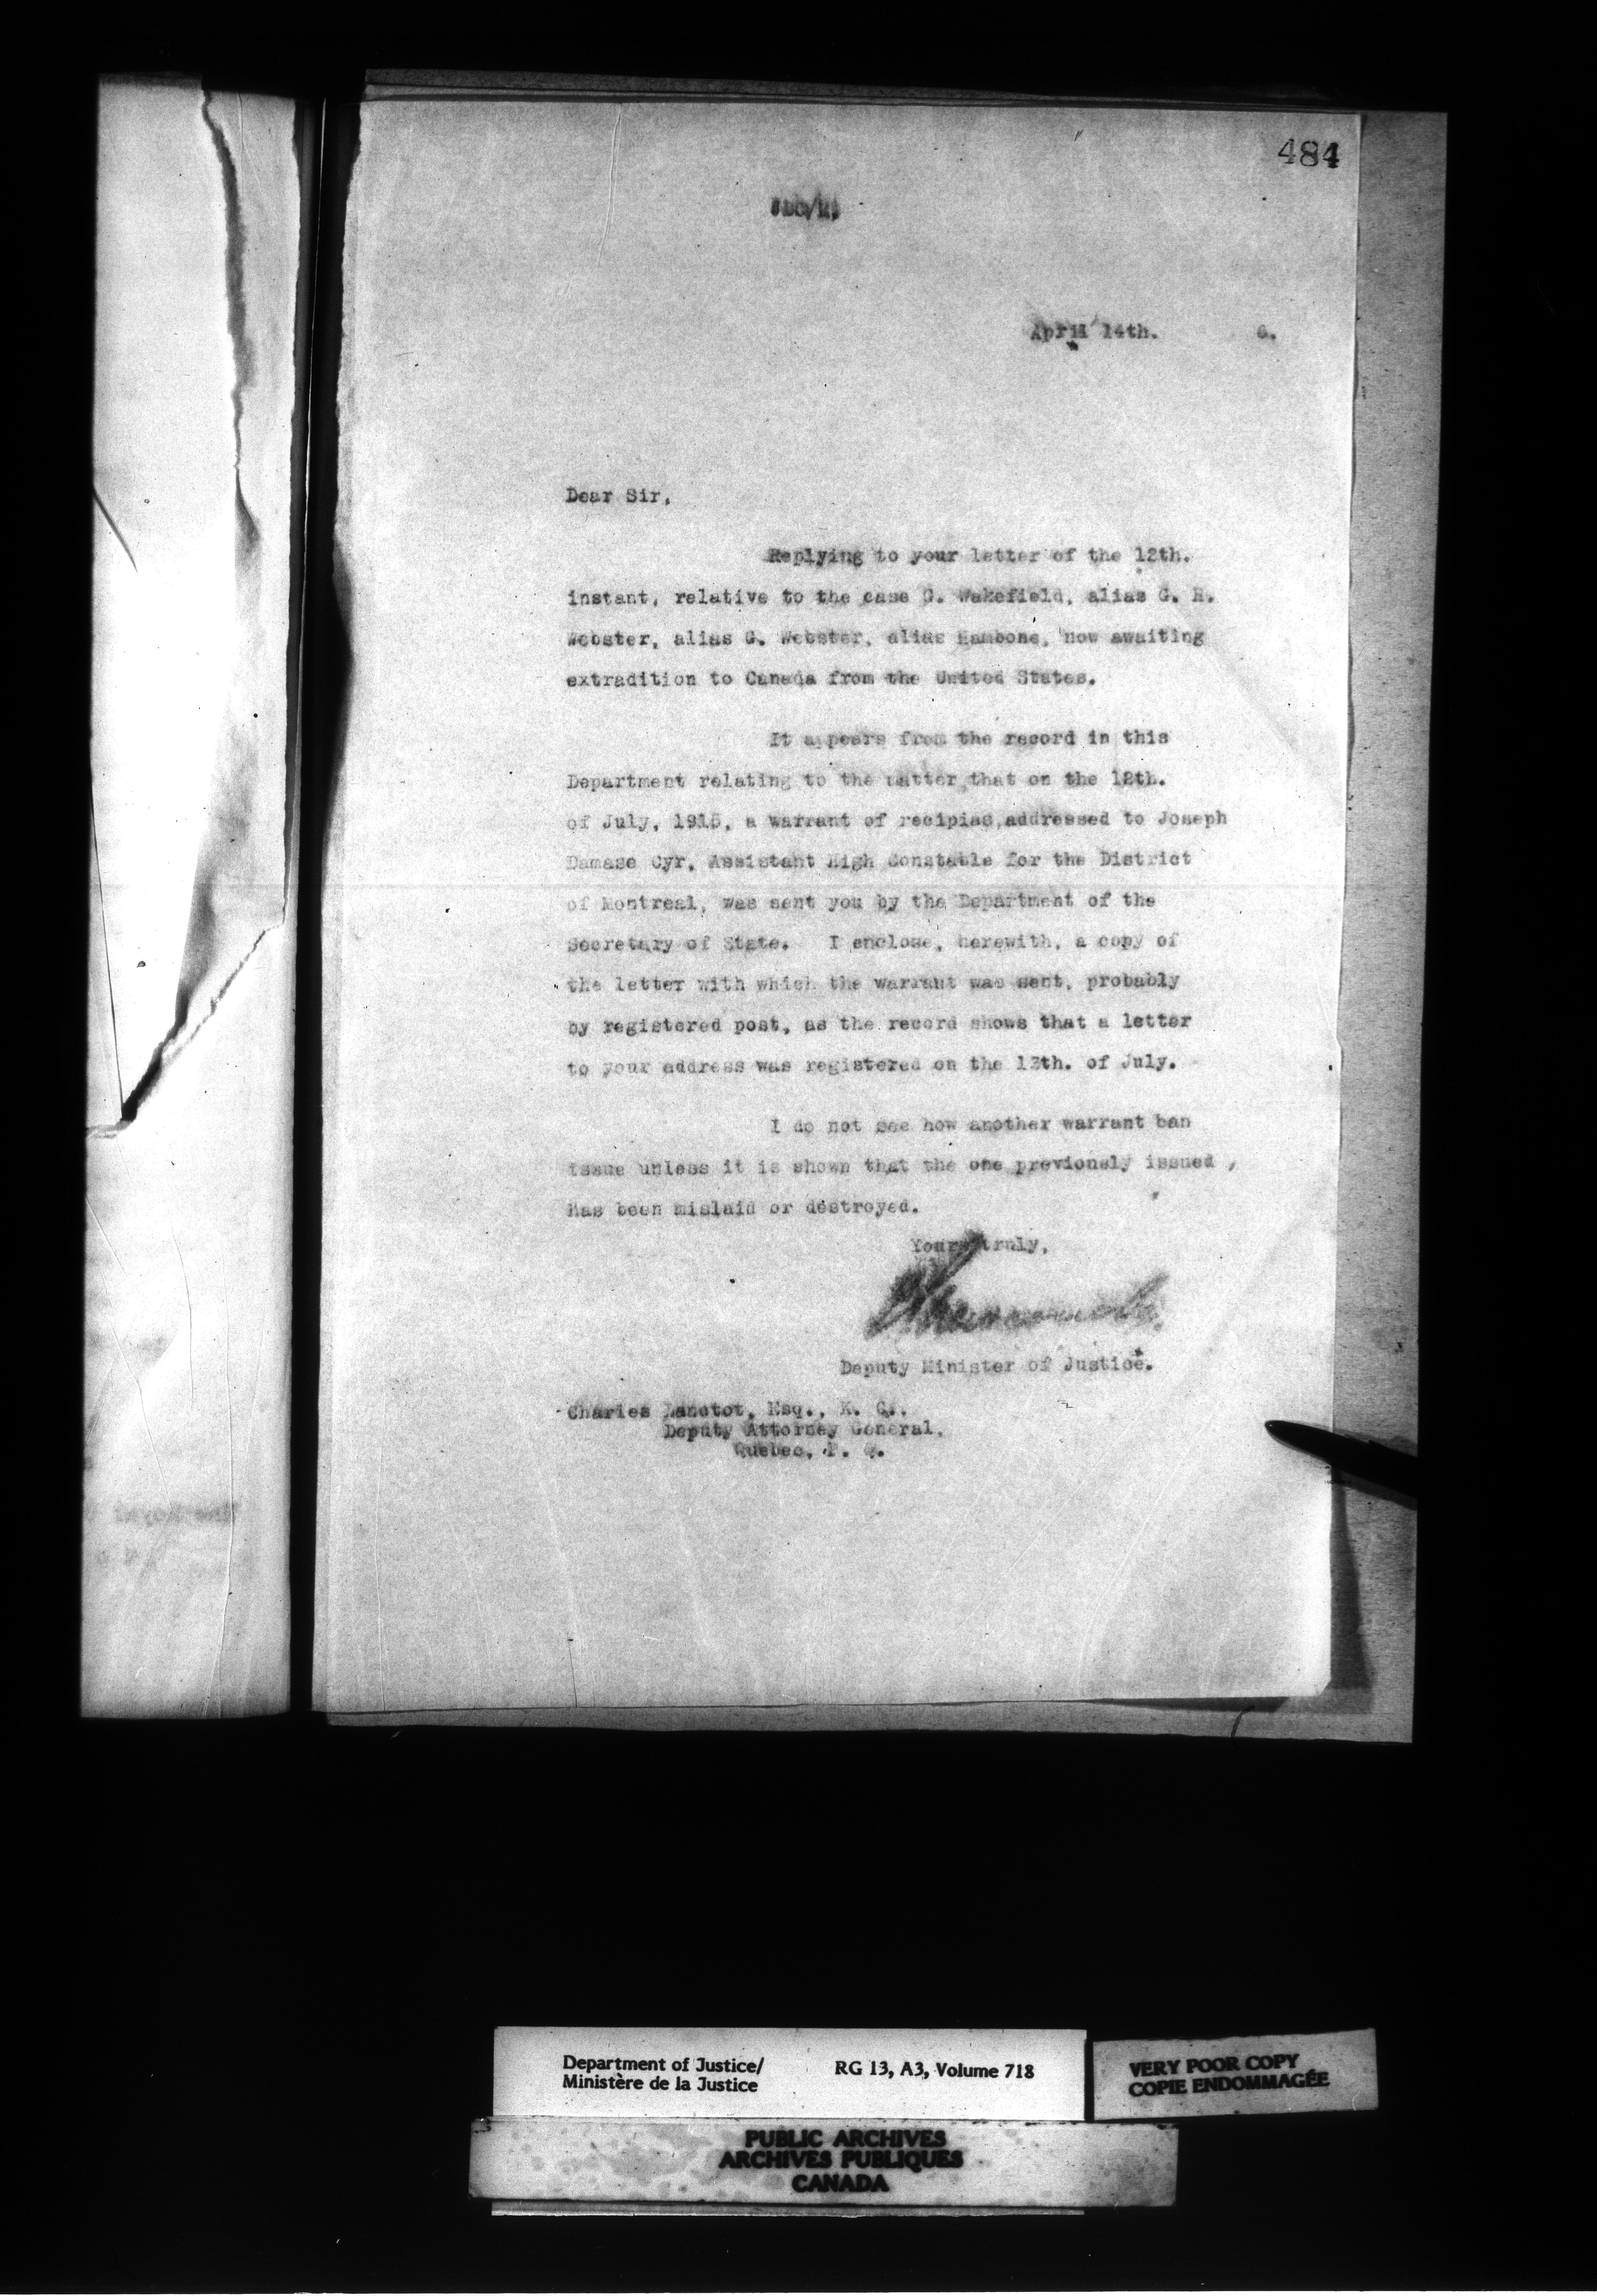 484
April 14th. 6.
Dear Sir,
Replying to your letter of the 12th.
instant, relative to the case G. Wakefield, alias G. H.
Webster, alias G. Webster, alias Hambone, now awaiting
extradition to Canada from the United States.
It appears from the record in this
Department relating to the matter, that on the 12th.
of July, 1915, a warrant of recipias, addressed to Joseph
Damase Cyr, Assistant High Constable for the District
of Montreal, was sent you by the Department of the
Secretary of State. I enclose, herewith, a copy of
the letter with which the warrant was sent, probably
by registered post, as the record shows that a letter
to your address was registered on the 13th. of July.
I do not see how another warrant ban
issue unless it is shown that the one previously issued,
has been mislaid or destroyed.
Yours truly,
Deputy Minister of Justice.
Charles Lanctot, Esq., K. C.,
Deputy Attorney General,
Quebec, P. Q.
Department of Justice/ RG 13, A3, Volume 718
Ministère de la Justice
VERY POOR COPY
COPIE ENDOMMAGÉE
PUBLIC ARCHIVES
ARCHIVES PUBLIQUES
CANADA